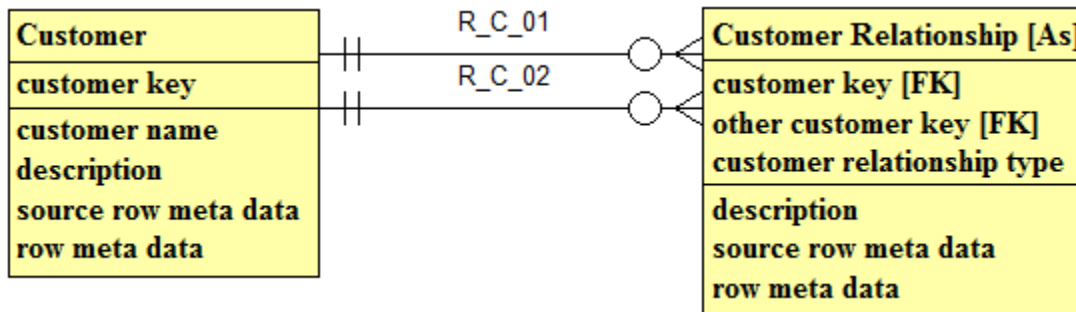 Customer
customer key
customer name
description
source row meta data
row meta data
R_C_01
R_C_02
Customer Relationship [As]
customer key [FK]
other customer key [FK]
customer relationship type
description
source row meta data
row meta data